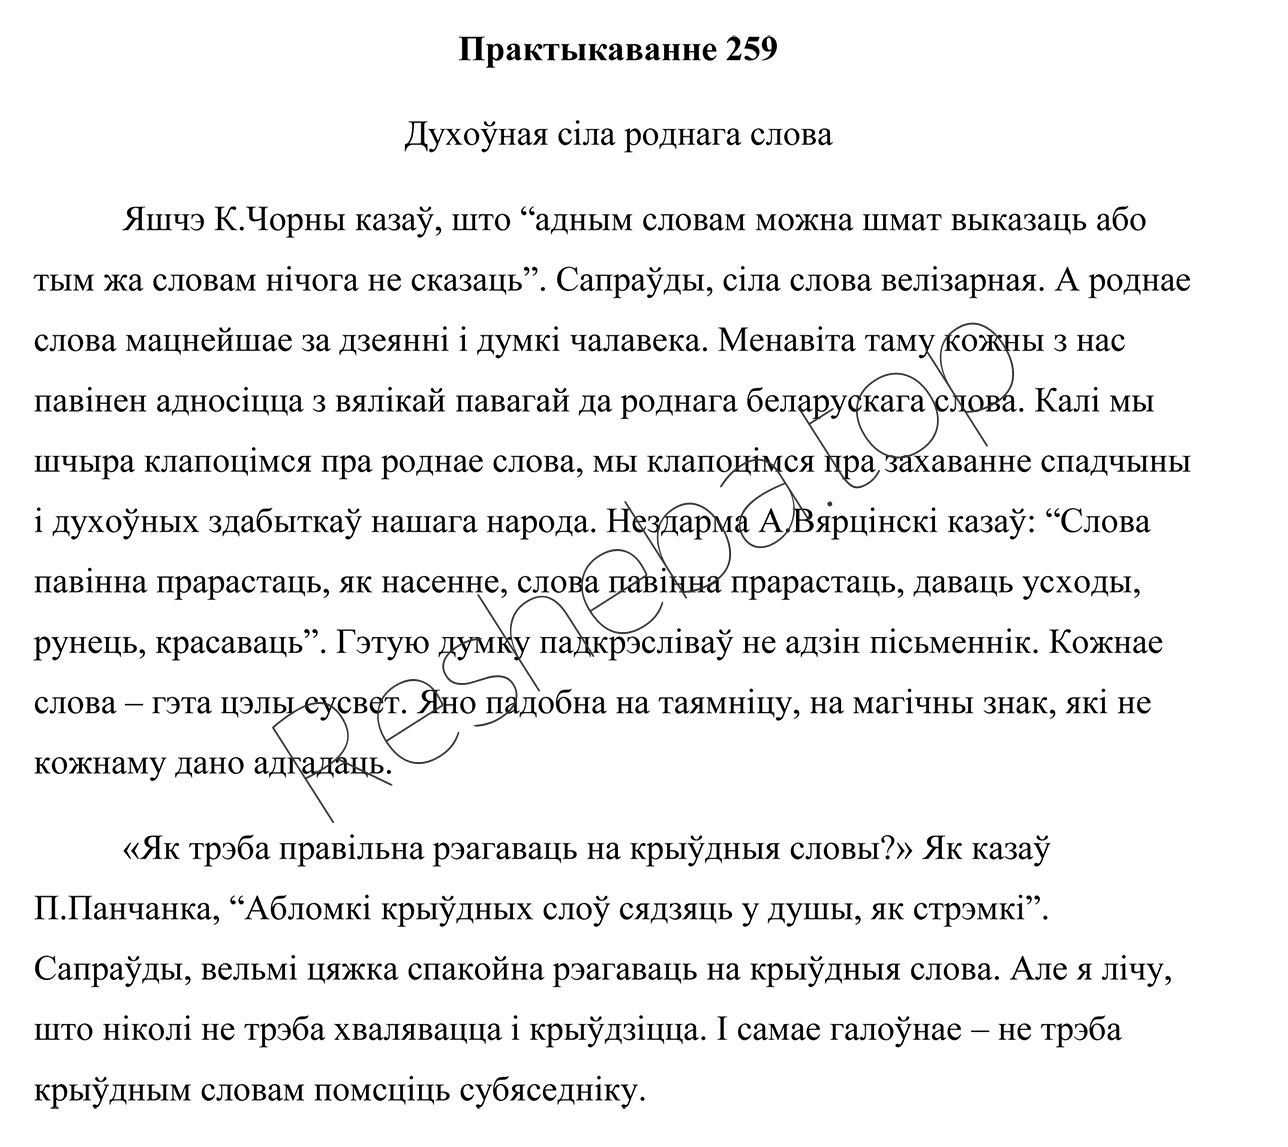 Практыкаванне 259
Духоўная сіла роднага слова
Яшчэ К.Чорны казаў, што “адным словам можна шмат выказаць або
тым жа словам нічога не сказаць”. Сапраўды, сіла слова велізарная. А роднае
слова мацнейшае за дзеянні і думкі чалавека. Менавіта таму кожны з нас
павінен адносіцца з вялікай павагай да роднага беларускага слова. Калі мы
шчыра клапоцімся пра роднае слова, мы клапоцімся пра захаванне спадчыны
і духоўных здабыткаў нашага народа. Нездарма А.Вярцінскі казаў: “Слова
павінна прарастаць, як насенне, слова павінна прарастаць, даваць усходы,
рунець, красаваць”. Гэтую думку падкрэсліваў не адзін пісьменнік. Кожнае
слова – гэта цэлы сусвет. Яно падобна на таямніцу, на магічны знак, які не
кожнаму дано адгадаць.
«Як трэба правільна рэагаваць на крыўдныя словы?» Як казаў
П.Панчанка, “Абломкі крыўдных слоў сядзяць у душы, як стрэмкі”.
Сапраўды, вельмі цяжка спакойна рэагаваць на крыўдныя слова. Але я лічу,
што ніколі не трэба хвалявацца і крыўдзіцца. І самае галоўнае – не трэба
крыўдным словам помсціць субяседніку.
Resheba.top